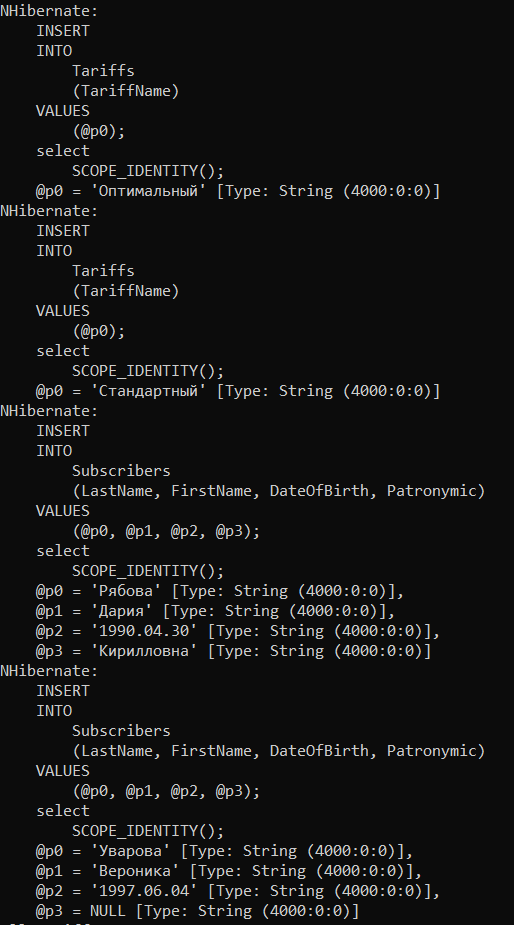 NHibernate:
    INSERT
    INTO
        Tariffs
        (TariffName)
    VALUES
        (@p0);
    select
        SCOPE_IDENTITY();
    @p0 = 'Оптимальный' [Type: String (4000:0:0)]
NHibernate:
    INSERT
    INTO
        Tariffs
        (TariffName)
    VALUES
        (@p0);
    select
        SCOPE_IDENTITY();
    @p0 = 'Стандартный' [Type: String (4000:0:0)]
NHibernate:
    INSERT
    INTO
        Subscribers
        (LastName, FirstName, DateOfBirth, Patronymic)
    VALUES
        (@p0, @p1, @p2, @p3);
    select
        SCOPE_IDENTITY();
    @p0 = 'Рябова' [Type: String (4000:0:0)],
    @p1 = 'Дария' [Type: String (4000:0:0)],
    @p2 = '1990.04.30' [Type: String (4000:0:0)],
    @p3 = 'Кирилловна' [Type: String (4000:0:0)]
NHibernate:
    INSERT
    INTO
        Subscribers
        (LastName, FirstName, DateOfBirth, Patronymic)
    VALUES
        (@p0, @p1, @p2, @p3);
    select
        SCOPE_IDENTITY();
    @p0 = 'Уварова' [Type: String (4000:0:0)],
    @p1 = 'Вероника' [Type: String (4000:0:0)],
    @p2 = '1997.06.04' [Type: String (4000:0:0)],
    @p3 = NULL [Type: String (4000:0:0)]